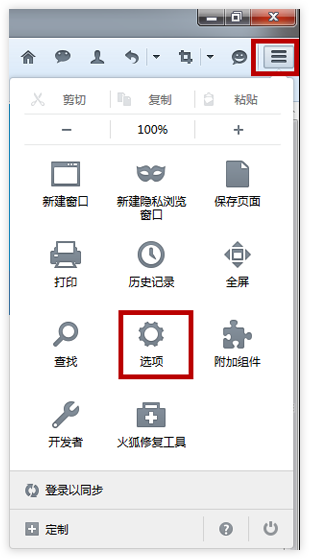 剪切 复制 粘贴
100%
新建窗口 新建隐私浏览 保存页面
窗口
打印 历史记录 全屏
查找 选项 附加组件
开发者 火狐修复工具
登录以同步
定制